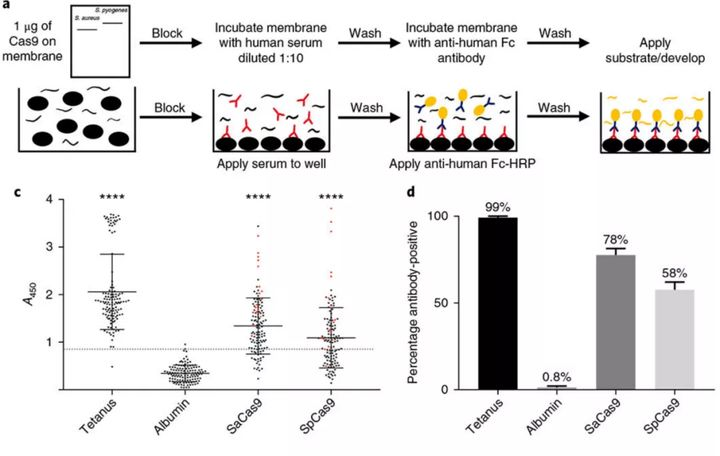 a
S. pyogenes
S. aureus
1 µg of
Cas9 on
membrane
Block
Incubate membrane
with human serum
diluted 1:10
Wash
Incubate membrane
with anti-human Fc
antibody
Wash
Apply
substrate/develop
Block
Wash
Wash
Apply serum to well
Apply anti-human Fc-HRP
c
A450
4
3
2
1
****
****
****
Tetanus
Albumin
SaCas9
SpCas9
d
Percentage antibody-positive
100
50
0
99%
0.8%
78%
58%
Tetanus
Albumin
SaCas9
SpCas9